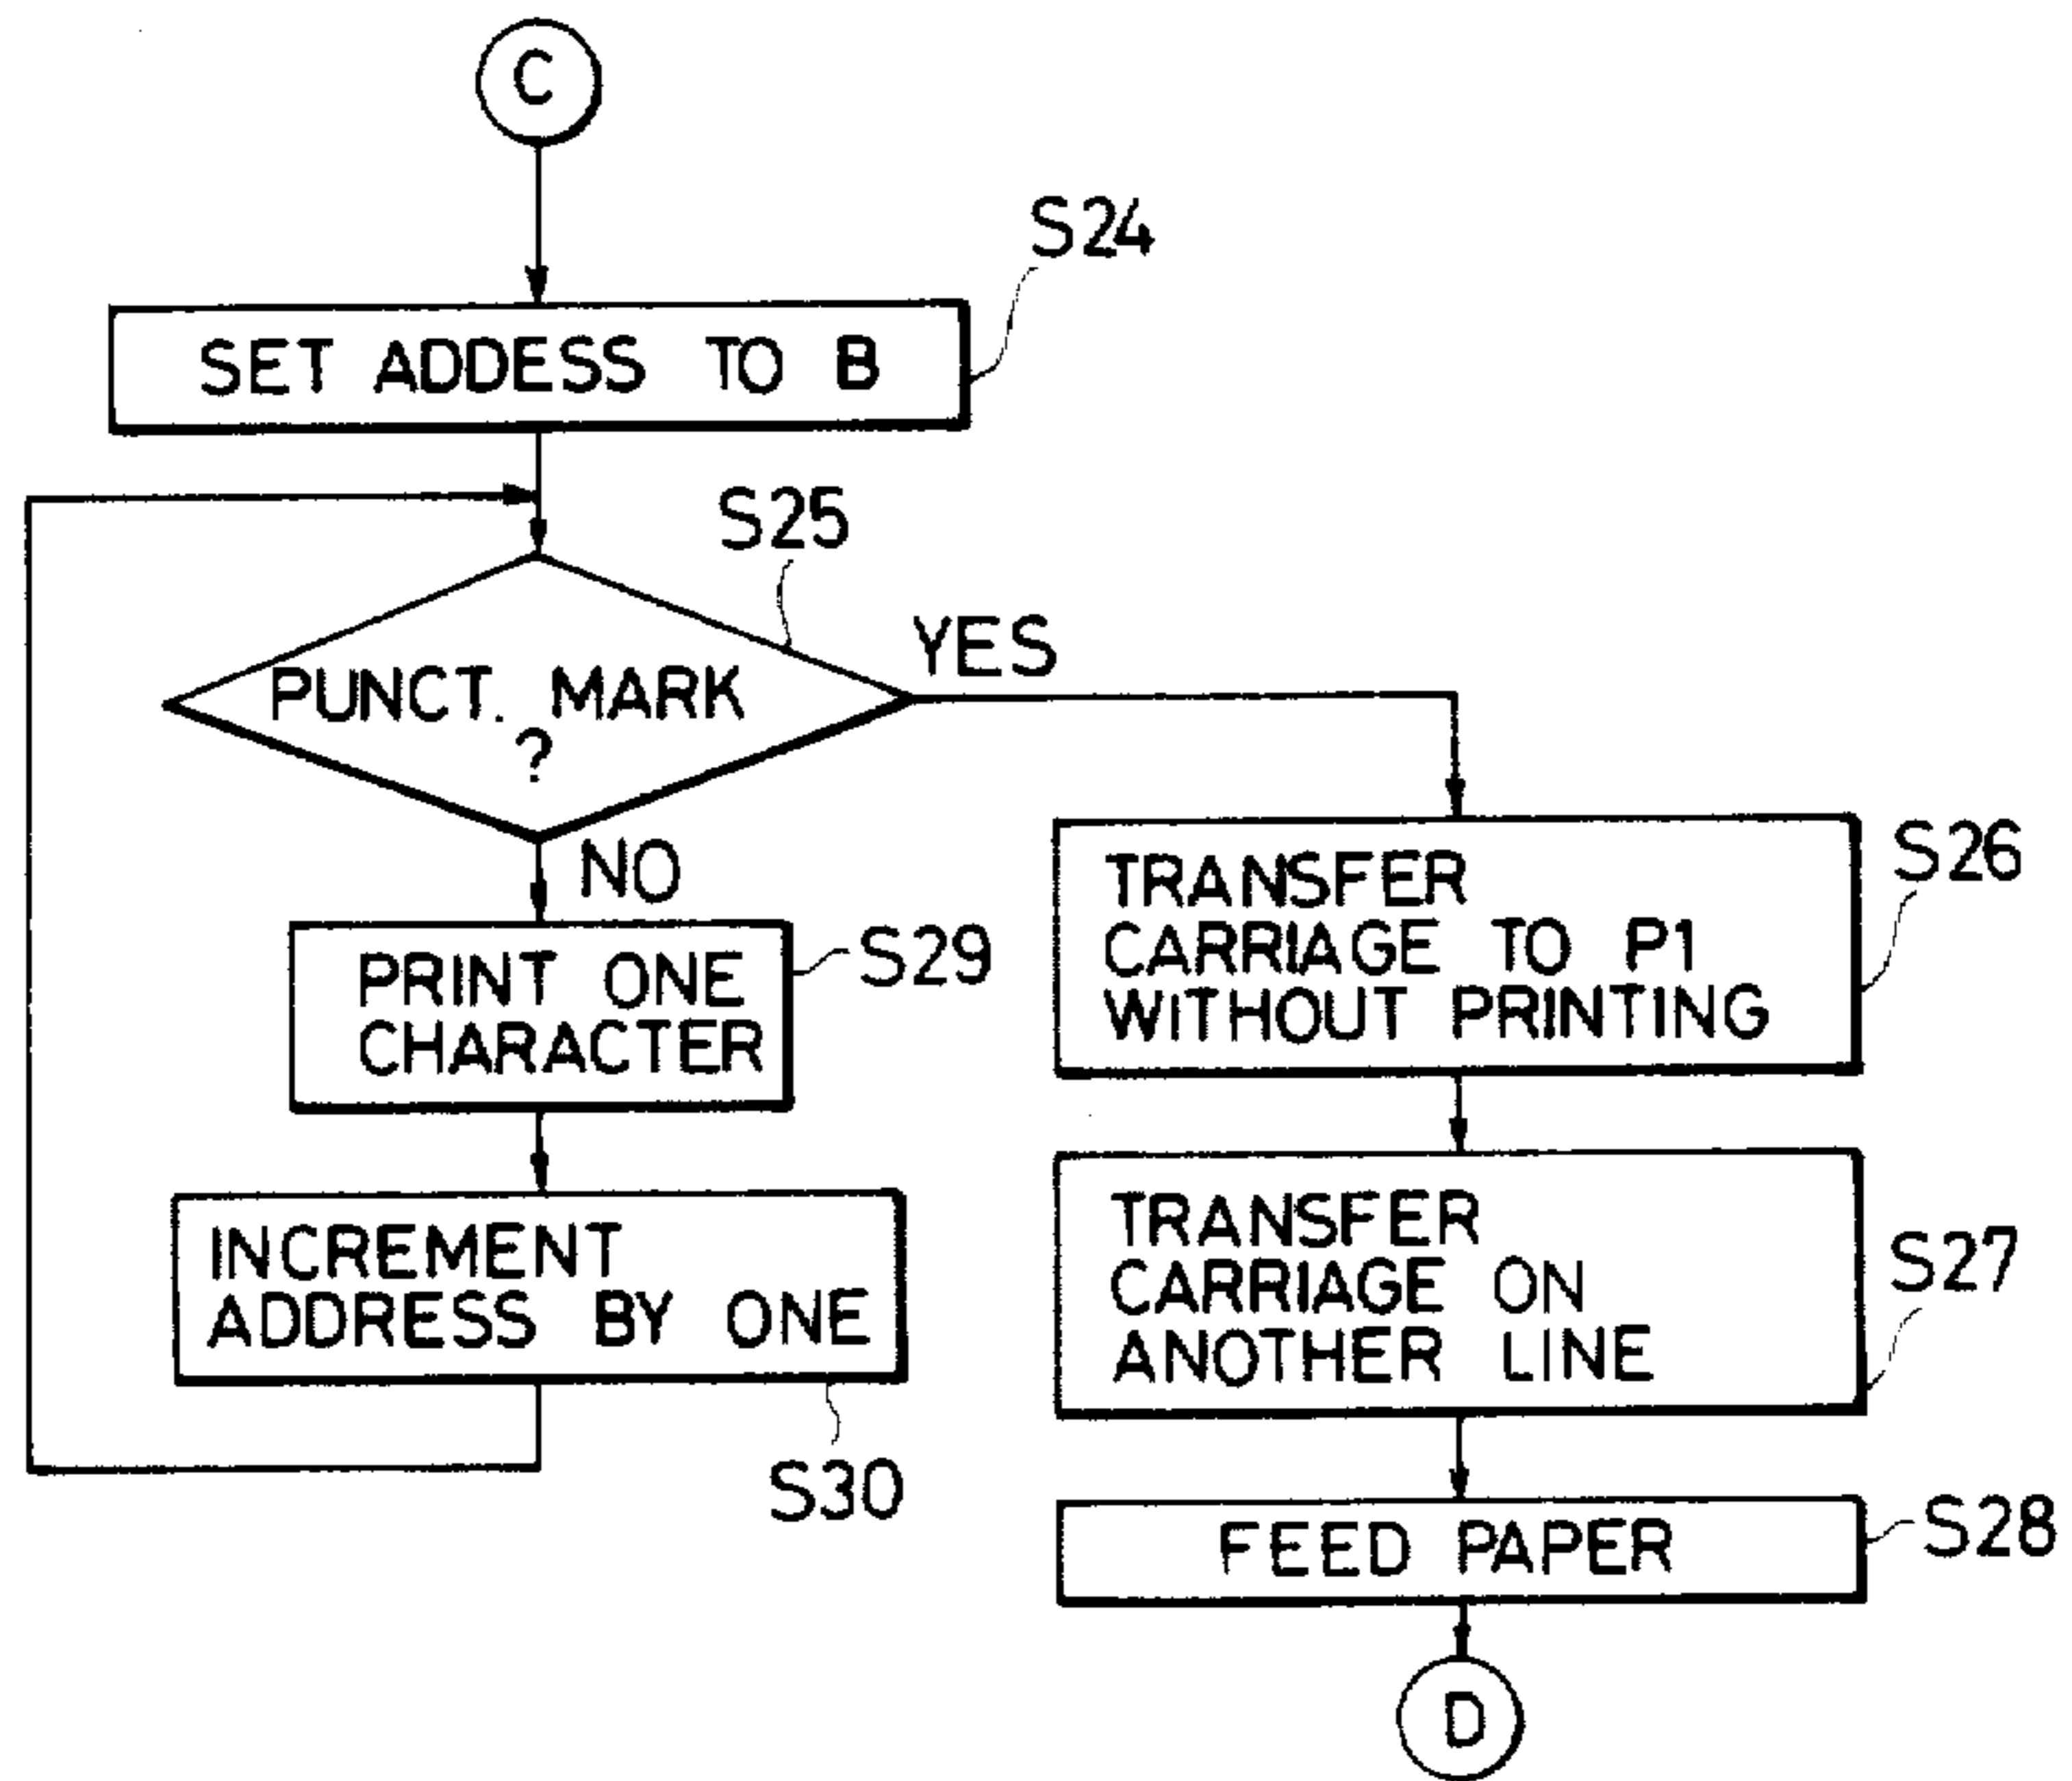 C
S24
SET ADDESS TO B
S25
YES
PUNCT. MARK
?
NO
S29
PRINT ONE
CHARACTER
INCREMENT
ADDRESS BY ONE
S30
S26
TRANSFER
CARRIAGE TO P1
WITHOUT PRINTING
TRANSFER
CARRIAGE ON
ANOTHER LINE
S27
FEED PAPER
S28
D